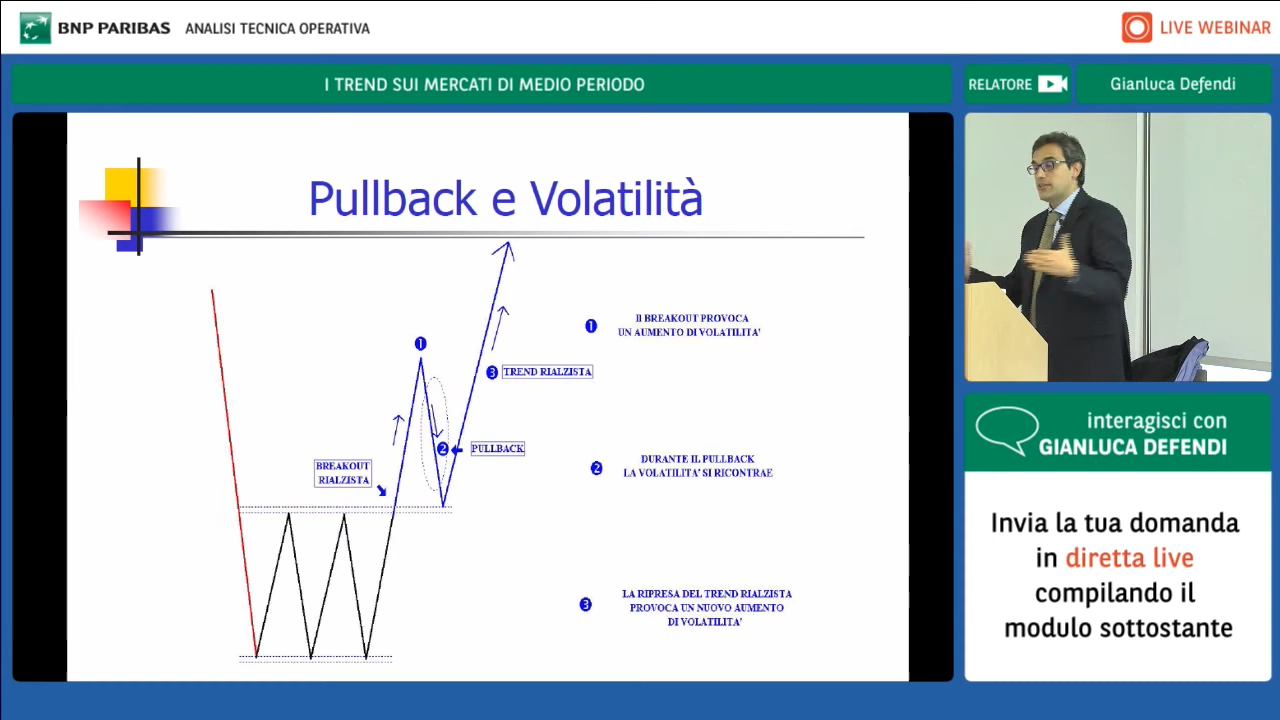 BNP PARIBAS ANALISI TECNICA OPERATIVA
LIVE WEBINAR
I TREND SUI MERCATI DI MEDIO PERIODO
RELATORE
Gianluca Defendi
Pullback e Volatilità
1
3 TREND RIALZISTA
2
PULLBACK
BREAKOUT
RIALZISTA
1
Il BREAKOUT PROVOCA
UN AUMENTO DI VOLATILITA'
2
DURANTE IL PULLBACK
LA VOLATILITA' SI RICONTRAE
3
LA RIPRESA DEL TREND RIALZISTA
PROVOCA UN NUOVO AUMENTO
DI VOLATILITA'
interagisci con
GIANLUCA DEFENDI
Invia la tua domanda
in diretta live
compilando il
modulo sottostante